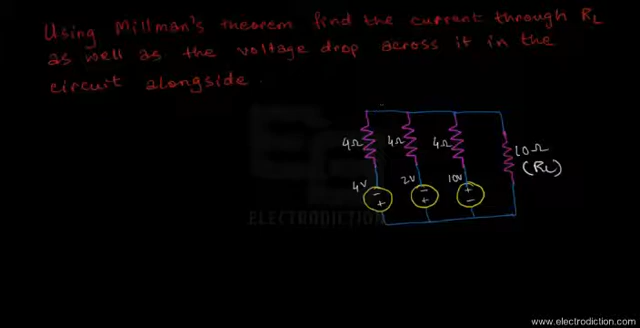 Using Millman's theorem find the current through RL
as well as the voltage drop across it in the
circuit alongside.
4Ω 4Ω 4Ω 10Ω
(RL)
4V 2V 10V
- - +
+ + -
ELECTRODICTION
www.electrodiction.com